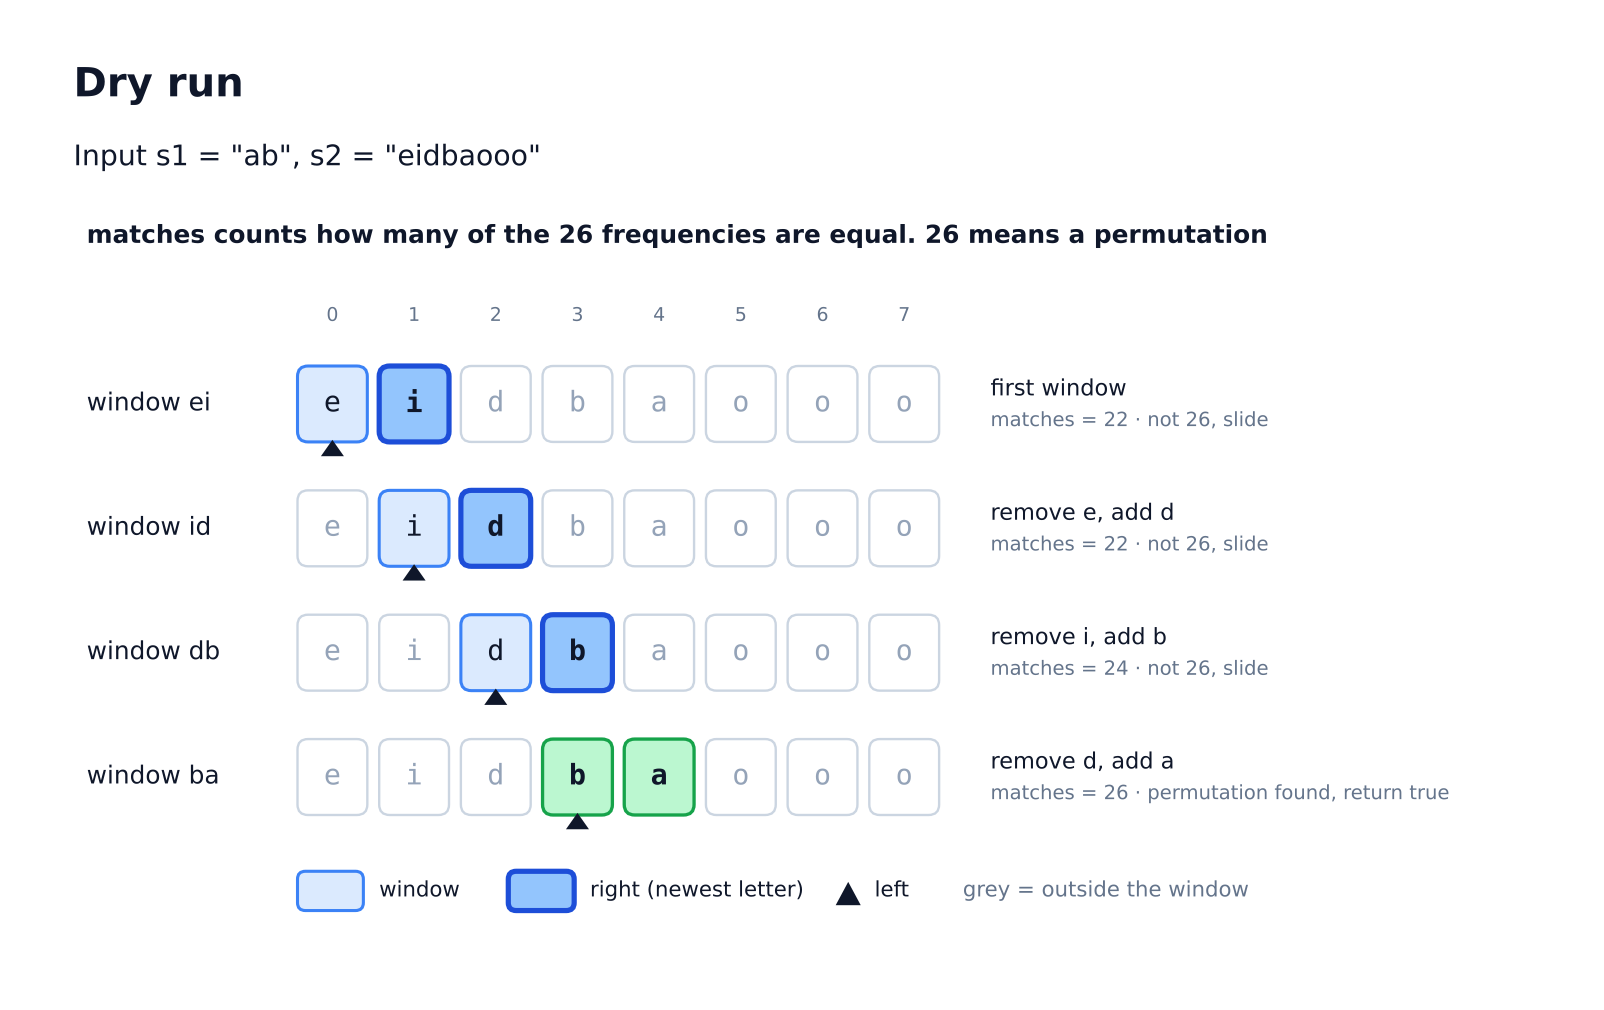 Dry run
Input s1 = "ab", s2 = "eidbaooo"
matches counts how many of the 26 frequencies are equal. 26 means a permutation
0 1 2 3 4 5 6 7
window ei e i d b a o o o first window
matches = 22 · not 26, slide
window id e i d b a o o o remove e, add d
matches = 22 · not 26, slide
window db e i d b a o o o remove i, add b
matches = 24 · not 26, slide
window ba e i d b a o o o remove d, add a
matches = 26 · permutation found, return true
window right (newest letter) left grey = outside the window